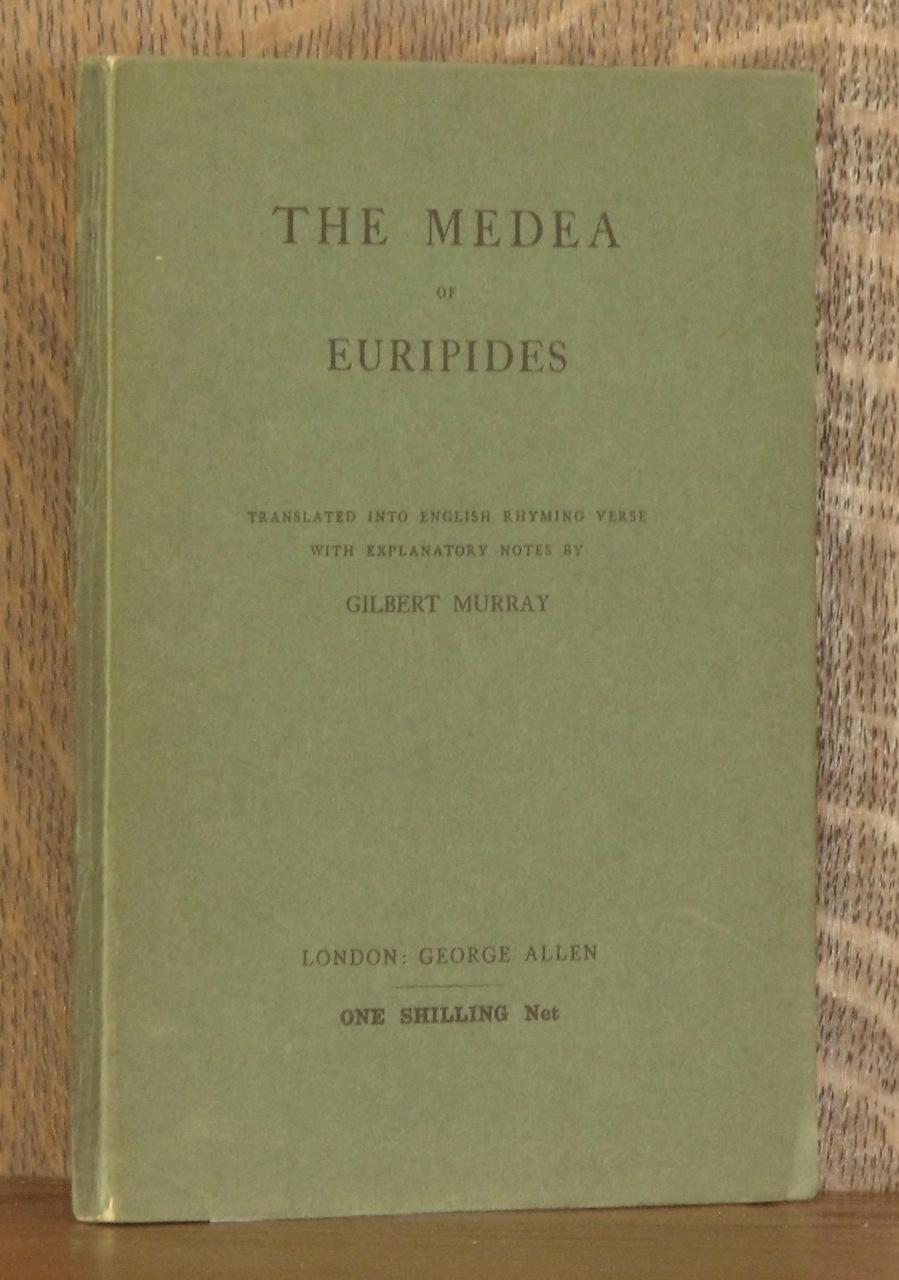 THE MEDEA
OF
EURIPIDES
TRANSLATED INTO ENGLISH RHYMING VERSE
WITH EXPLANATORY NOTES BY
GILBERT MURRAY
LONDON: GEORGE ALLEN
ONE SHILLING Net